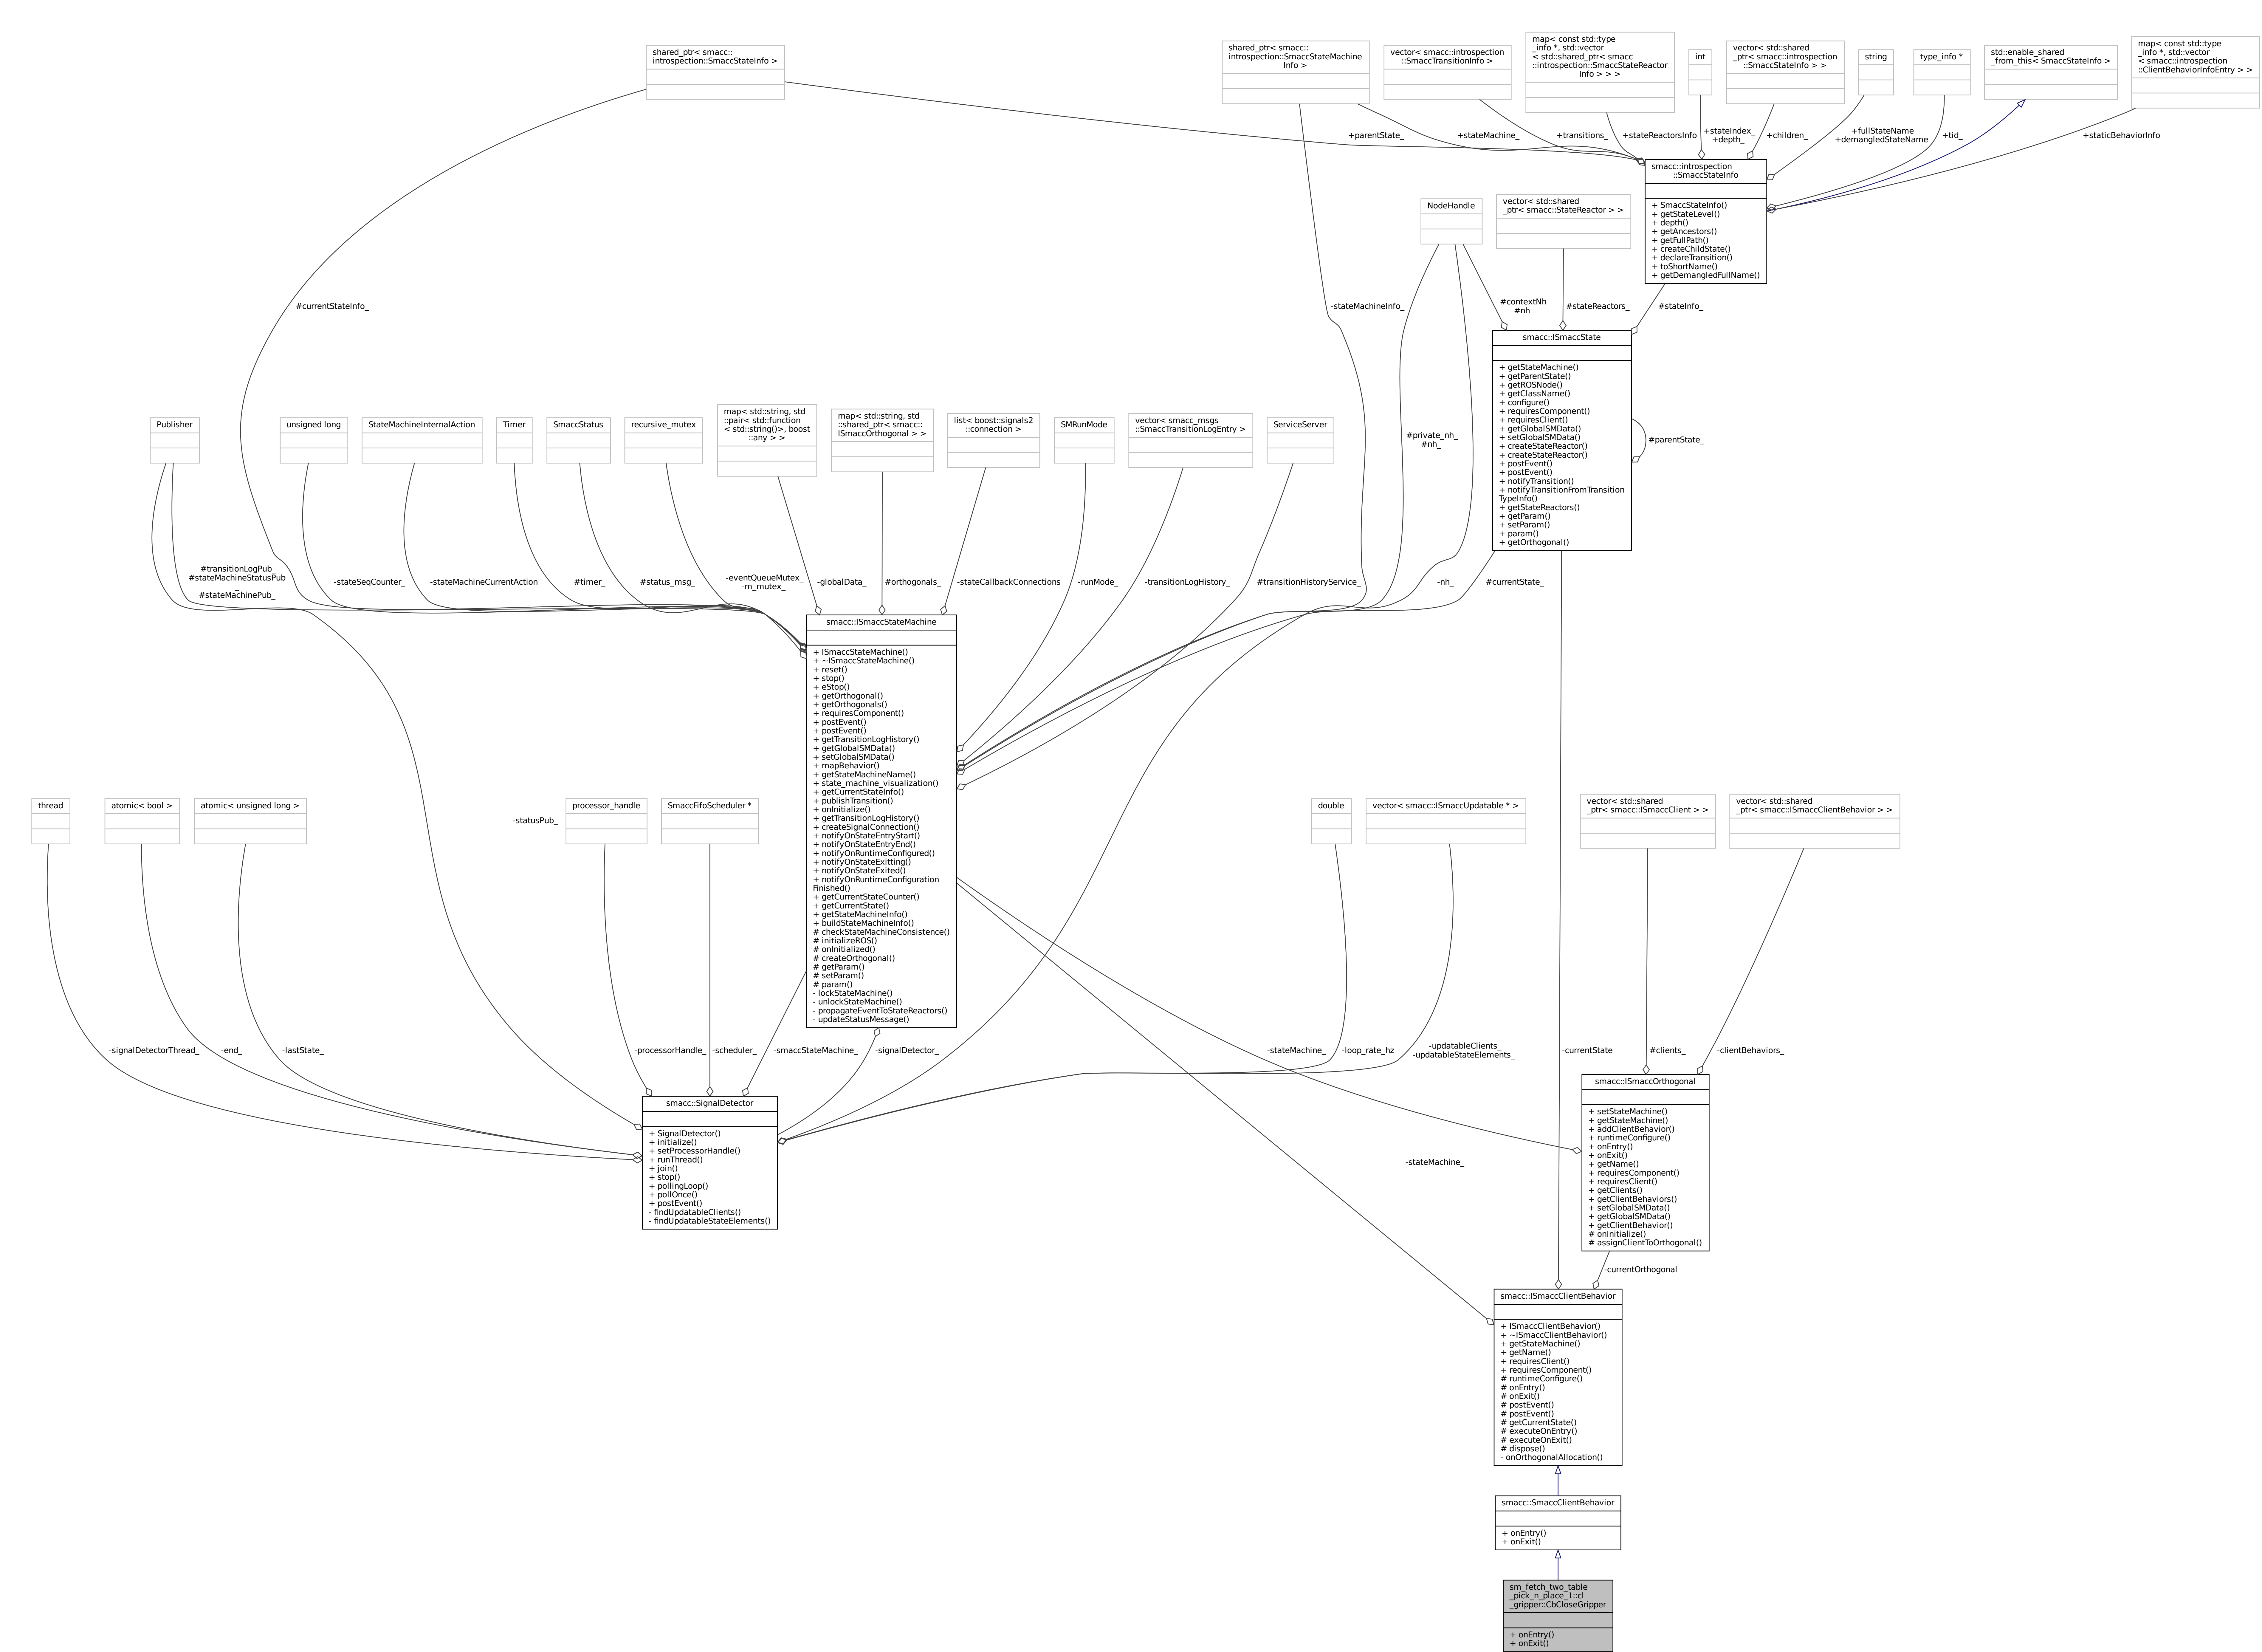 shared_ptr< smacc::
introspection::SmaccStateInfo >
shared_ptr< smacc::
introspection::SmaccStateMachine
Info >
vector< smacc::introspection
::SmaccTransitionInfo >
map< const std::type
_info *, std::vector
< std::shared_ptr< smacc
::introspection::SmaccStateReactor
Info > > >
int
vector< std::shared
_ptr< smacc::introspection
::SmaccStateInfo > >
string
type_info *
std::enable_shared
_from_this< SmaccStateInfo >
map< const std::type
_info *, std::vector
< smacc::introspection
::ClientBehaviorInfoEntry > >
+parentState_
+stateMachine_
+transitions_
+stateReactorsInfo
+stateIndex_
+depth_
+children_
+fullStateName
+demangledStateName
+tid_
+staticBehaviorInfo
smacc::introspection
::SmaccStateInfo
+ SmaccStateInfo()
+ getStateLevel()
+ depth()
+ getAncestors()
+ getFullPath()
+ createChildState()
+ declareTransition()
+ toShortName()
+ getDemangledFullName()
NodeHandle
vector< std::shared
_ptr< smacc::StateReactor > >
#currentStateInfo_
-stateMachineInfo_
#contextNh
#nh
#stateReactors_
#stateInfo_
smacc::ISmaccState
+ getStateMachine()
+ getParentState()
+ getROSNode()
+ getClassName()
+ configure()
+ requiresComponent()
+ requiresClient()
+ getGlobalSMData()
+ setGlobalSMData()
+ createStateReactor()
+ createStateReactor()
+ postEvent()
+ postEvent()
+ notifyTransition()
+ notifyTransitionFromTransition
TypeInfo()
+ getStateReactors()
+ getParam()
+ setParam()
+ param()
+ getOrthogonal()
#parentState_
Publisher
unsigned long
StateMachineInternalAction
Timer
SmaccStatus
recursive_mutex
map< std::string, std
::pair< std::function
< std::string()>, boost
::any > >
map< std::string, std
::shared_ptr< smacc::
ISmaccOrthogonal > >
list< boost::signals2
::connection >
SMRunMode
vector< smacc_msgs
::SmaccTransitionLogEntry >
ServiceServer
#private_nh_
#nh_
#transitionLogPub_
#stateMachineStatusPub
_
#stateMachinePub_
-stateSeqCounter_
-stateMachineCurrentAction
#timer_
#status_msg_
-eventQueueMutex_
-m_mutex_
-globalData_
#orthogonals_
-stateCallbackConnections
-runMode_
-transitionLogHistory_
#transitionHistoryService_
-nh_
#currentState_
smacc::ISmaccStateMachine
+ ISmaccStateMachine()
+ ~ISmaccStateMachine()
+ reset()
+ stop()
+ eStop()
+ getOrthogonal()
+ getOrthogonals()
+ requiresComponent()
+ postEvent()
+ postEvent()
+ getTransitionLogHistory()
+ getGlobalSMData()
+ setGlobalSMData()
+ mapBehavior()
+ getStateMachineName()
+ state_machine_visualization()
+ getCurrentStateInfo()
+ publishTransition()
+ onInitialize()
+ getTransitionLogHistory()
+ createSignalConnection()
+ notifyOnStateEntryStart()
+ notifyOnStateEntryEnd()
+ notifyOnRuntimeConfigured()
+ notifyOnStateExitting()
+ notifyOnStateExited()
+ notifyOnRuntimeConfiguration
Finished()
+ getCurrentStateCounter()
+ getCurrentState()
+ getStateMachineInfo()
+ buildStateMachineInfo()
# checkStateMachineConsistence()
# initializeROS()
# onInitialized()
# createOrthogonal()
# getParam()
# setParam()
# param()
- lockStateMachine()
- unlockStateMachine()
- propagateEventToStateReactors()
- updateStatusMessage()
thread
atomic< bool >
atomic< unsigned long >
-statusPub_
processor_handle
SmaccFifoScheduler *
double
vector< smacc::ISmaccUpdatable * >
vector< std::shared
_ptr< smacc::ISmaccClient > >
vector< std::shared
_ptr< smacc::ISmaccClientBehavior > >
-signalDetectorThread_
-end_
-lastState_
-processorHandle_
-scheduler_
-smaccStateMachine_
-signalDetector_
-stateMachine_
-loop_rate_hz
-updatableClients_
-updatableStateElements_
-currentState
#clients_
-clientBehaviors_
smacc::SignalDetector
+ SignalDetector()
+ initialize()
+ setProcessorHandle()
+ runThread()
+ join()
+ stop()
+ pollingLoop()
+ pollOnce()
+ postEvent()
- findUpdatableClients()
- findUpdatableStateElements()
smacc::ISmaccOrthogonal
+ setStateMachine()
+ getStateMachine()
+ addClientBehavior()
+ runtimeConfigure()
+ onEntry()
+ onExit()
+ getName()
+ requiresComponent()
+ requiresClient()
+ getClients()
+ getClientBehaviors()
+ setGlobalSMData()
+ getGlobalSMData()
+ getClientBehavior()
# onInitialize()
# assignClientToOrthogonal()
-stateMachine_
-currentOrthogonal
smacc::ISmaccClientBehavior
+ ISmaccClientBehavior()
+ ~ISmaccClientBehavior()
+ getStateMachine()
+ getName()
+ requiresClient()
+ requiresComponent()
# runtimeConfigure()
# onEntry()
# onExit()
# postEvent()
# postEvent()
# getCurrentState()
# executeOnEntry()
# executeOnExit()
# dispose()
- onOrthogonalAllocation()
smacc::SmaccClientBehavior
+ onEntry()
+ onExit()
sm_fetch_two_table
_pick_n_place_1::cl
_gripper::CbCloseGripper
+ onEntry()
+ onExit()